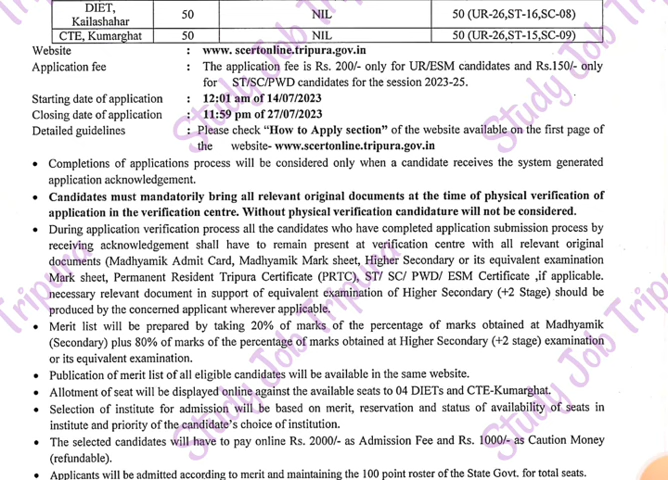 DIET,
Kailashahar 50 NIL 50 (UR-26,ST-16,SC-08)
CTE, Kumarghat 50 NIL 50 (UR-26,ST-15,SC-09)
Website : www. scertonline.tripura.gov.in
Application fee : The application fee is Rs. 200/- only for UR/ESM candidates and Rs.150/- only
for ST/SC/PWD candidates for the session 2023-25.
Starting date of application : 12:01 am of 14/07/2023
Closing date of application : 11:59 pm of 27/07/2023
Detailed guidelines : Please check "How to Apply section" of the website available on the first page of
the website- www.scertonline.tripura.gov.in
• Completions of applications process will be considered only when a candidate receives the system generated
application acknowledgement.
• Candidates must mandatorily bring all relevant original documents at the time of physical verification of
application in the verification centre. Without physical verification candidature will not be considered.
• During application verification process all the candidates who have completed application submission process by
receiving acknowledgement shall have to remain present at verification centre with all relevant original
documents (Madhyamik Admit Card, Madhyamik Mark sheet, Higher Secondary or its equivalent examination
Mark sheet, Permanent Resident Tripura Certificate (PRTC), ST/ SC/ PWD/ ESM Certificate ,if applicable.
necessary relevant document in support of equivalent examination of Higher Secondary (+2 Stage) should be
produced by the concerned applicant wherever applicable.
• Merit list will be prepared by taking 20% of marks of the percentage of marks obtained at Madhyamik
(Secondary) plus 80% of marks of the percentage of marks obtained at Higher Secondary (+2 stage) examination
or its equivalent examination.
• Publication of merit list of all eligible candidates will be available in the same website.
• Allotment of seat will be displayed online against the available seats to 04 DIETs and CTE-Kumarghat.
• Selection of institute for admission will be based on merit, reservation and status of availability of seats in
institute and priority of the candidate's choice of institution.
• The selected candidates will have to pay online Rs. 2000/- as Admission Fee and Rs. 1000/- as Caution Money
(refundable).
• Applicants will be admitted according to merit and maintaining the 100 point roster of the State Govt. for total seats.
Study Job Tripura